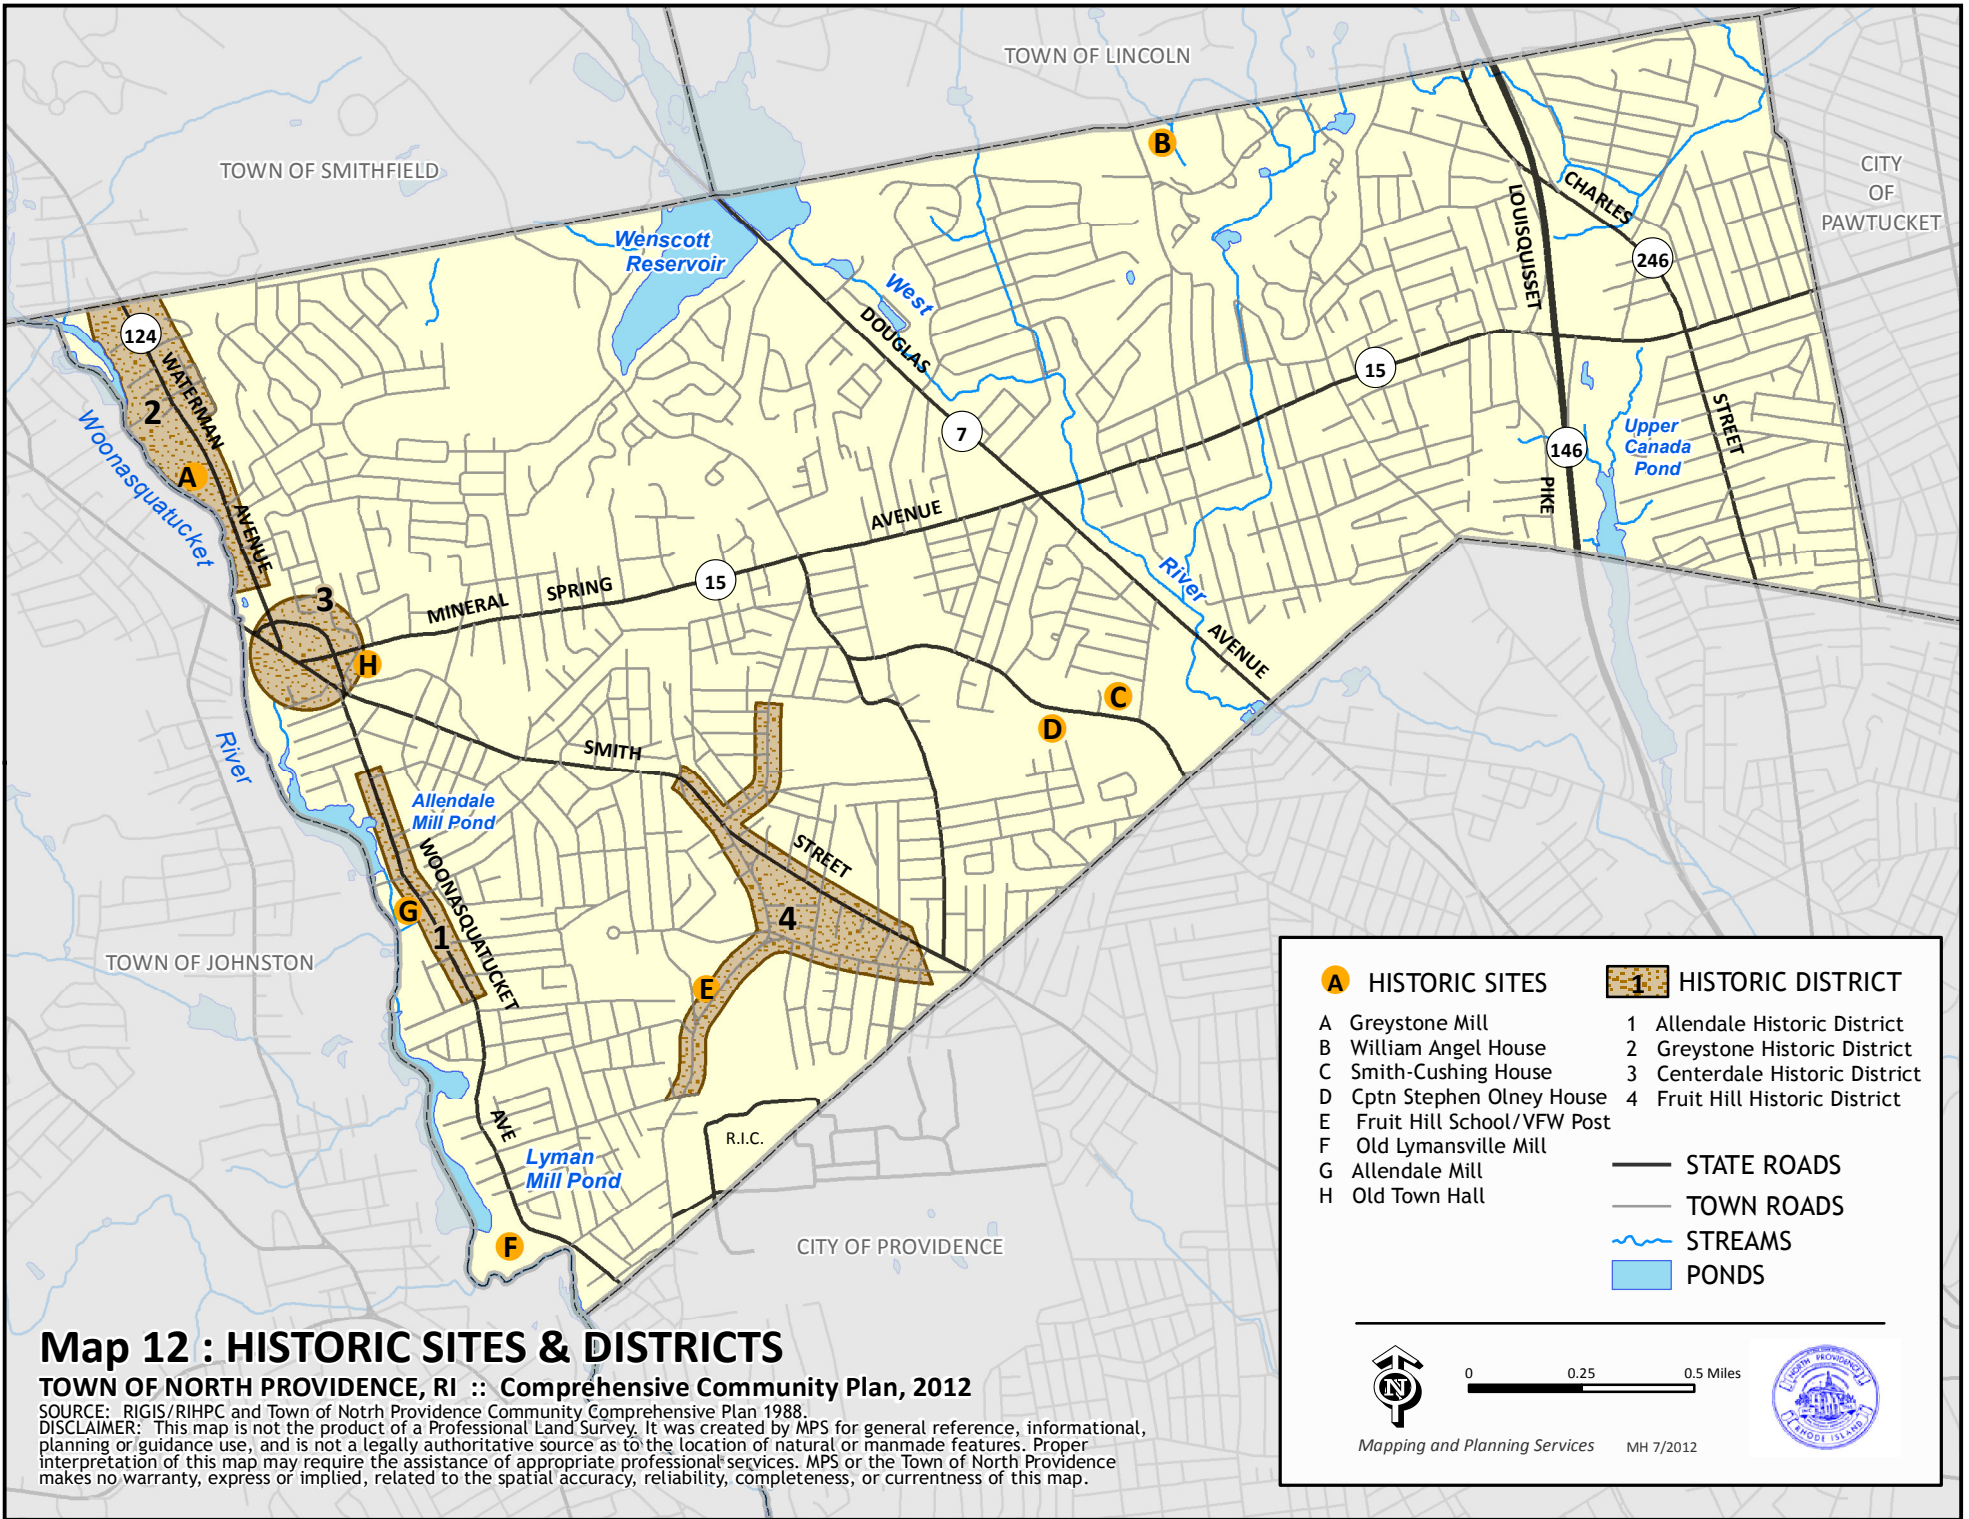 TOWN OF LINCOLN
TOWN OF SMITHFIELD
CITY
OF
PAWTUCKET
B
CHARLES
LOUISQUISSET
246
Wenscott
Reservoir
West
DOUGLAS
124
WATERMAN
2
15
7
STREET
Upper
Canada
Pond
146
PIKE
Woonasquatucket
A
AVENUE
AVENUE
River
15
SPRING
MINERAL
3
H
AVENUE
C
D
SMITH
River
Allendale
Mill Pond
WOONASQUATUCKET
STREET
G
1
4
E
TOWN OF JOHNSTON
AVE
R.I.C.
Lyman
Mill Pond
F
CITY OF PROVIDENCE
A HISTORIC SITES
A Greystone Mill
B William Angel House
C Smith-Cushing House
D Cptn Stephen Olney House
E Fruit Hill School/VFW Post
F Old Lymansville Mill
G Allendale Mill
H Old Town Hall
1 HISTORIC DISTRICT
1 Allendale Historic District
2 Greystone Historic District
3 Centerdale Historic District
4 Fruit Hill Historic District
STATE ROADS
TOWN ROADS
STREAMS
PONDS
N
0 0.25 0.5 Miles
Mapping and Planning Services MH 7/2012
NORTH PROVIDENCE
RHODE ISLAND
Map 12 : HISTORIC SITES & DISTRICTS
TOWN OF NORTH PROVIDENCE, RI :: Comprehensive Community Plan, 2012
SOURCE: RIGIS/RIHPC and Town of Notrh Providence Community Comprehensive Plan 1988.
DISCLAIMER: This map is not the product of a Professional Land Survey. It was created by MPS for general reference, informational,
planning or guidance use, and is not a legally authoritative source as to the location of natural or manmade features. Proper
interpretation of this map may require the assistance of appropriate professional services. MPS or the Town of North Providence
makes no warranty, express or implied, related to the spatial accuracy, reliability, completeness, or currentness of this map.